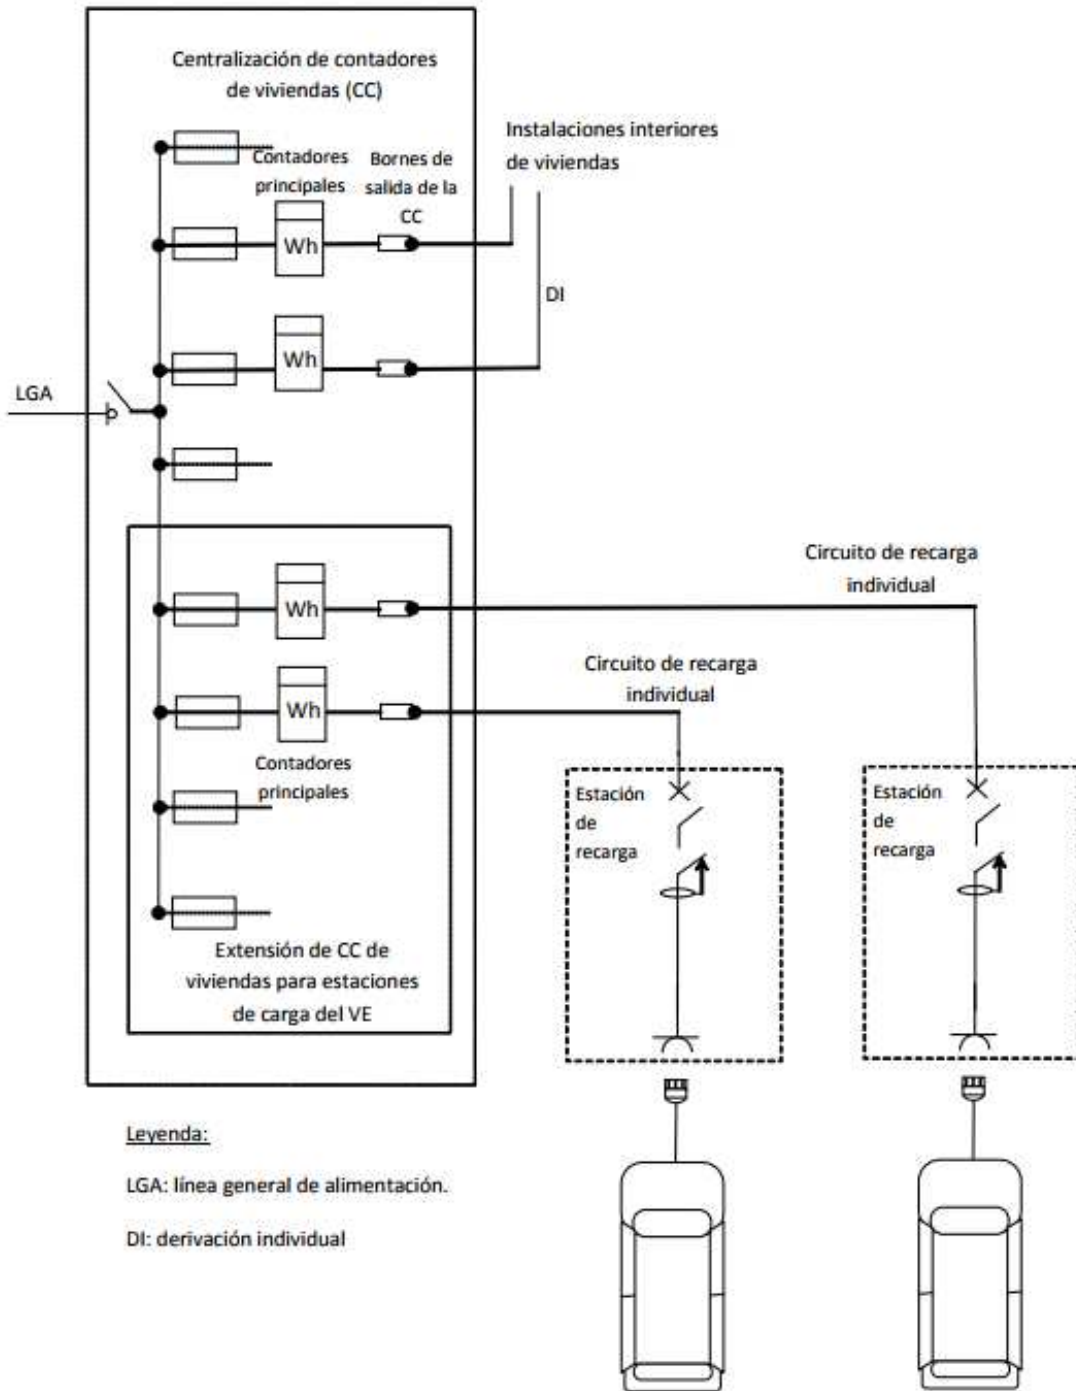 Centralización de contadores
de viviendas (CC)
Instalaciones interiores
de viviendas
Contadores
principales
Bornes de
salida de la
CC
Wh
DI
Wh
LGA
Circuito de recarga
individual
Wh
Circuito de recarga
individual
Wh
Contadores
principales
Estación
de
recarga
Estación
de
recarga
Extensión de CC de
viviendas para estaciones
de carga del VE
Leyenda:
LGA: línea general de alimentación.
DI: derivación individual